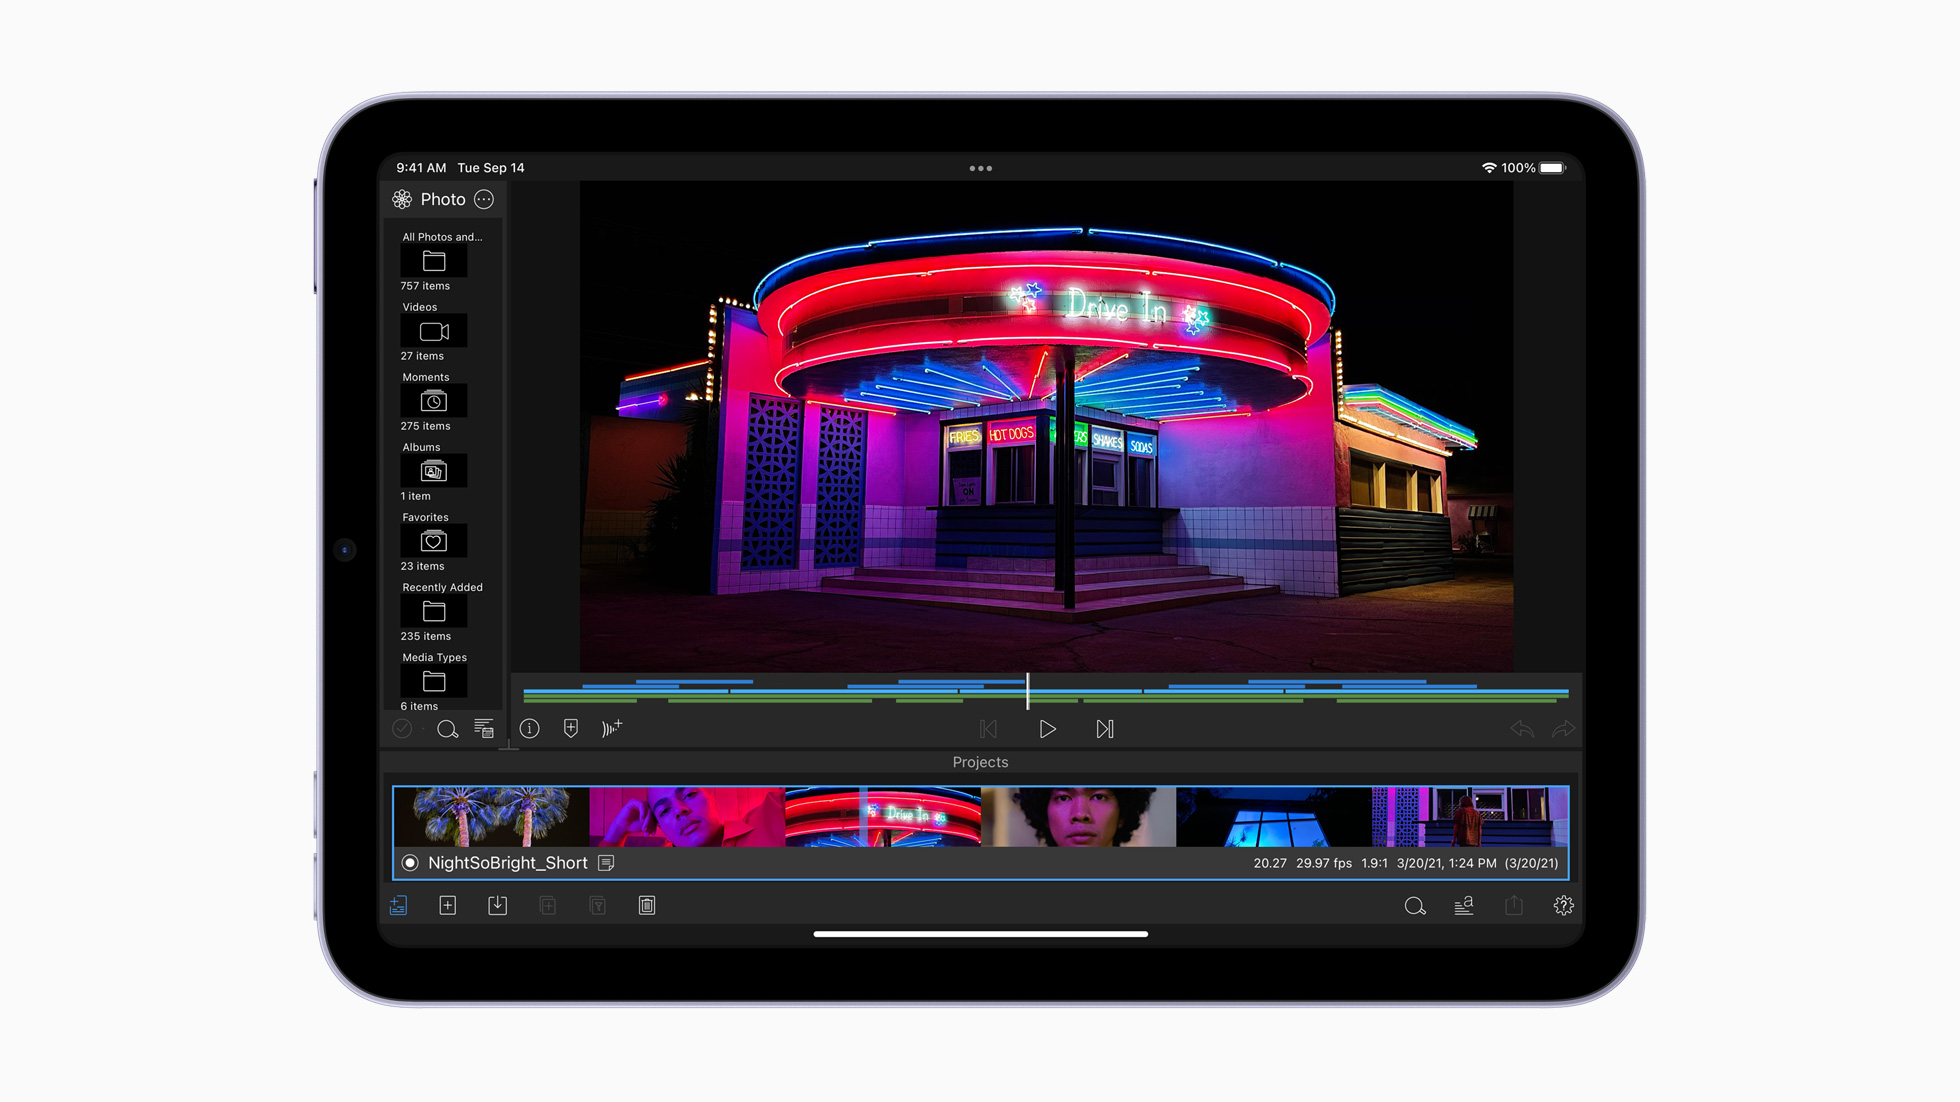 9:41 AM Tue Sep 14
100%
Photo
All Photos and...
757 items
Videos
27 items
Moments
275 items
Albums
1 item
Favorites
23 items
Recently Added
235 items
Media Types
6 items
Drive In
FRIES HOT DOGS SHAKES SODAS
Projects
Drive In
NightSoBright_Short
20.27 29.97 fps 1.9:1 3/20/21, 1:24 PM (3/20/21)